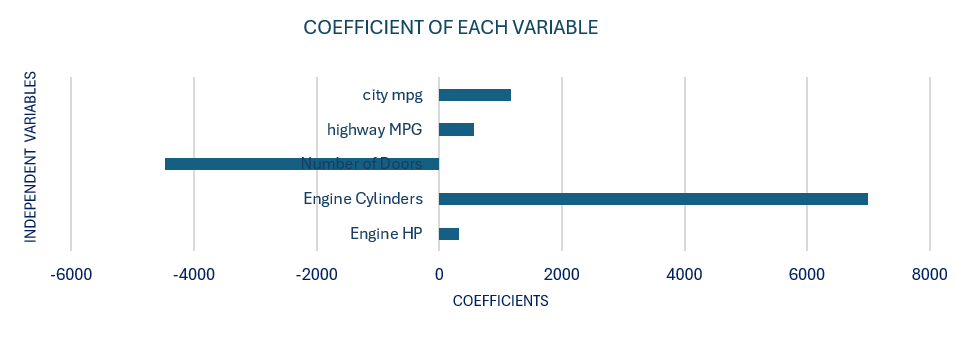 COEFFICIENT OF EACH VARIABLE
INDEPENDENT VARIABLES
city mpg
highway MPG
Number of Doors
Engine Cylinders
Engine HP
-6000 -4000 -2000 0 2000 4000 6000 8000
COEFFICIENTS